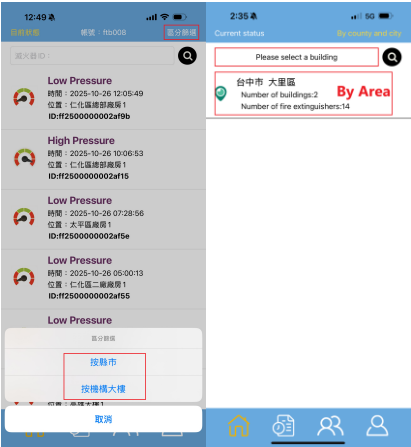 12:49
目前狀態
帳號：ftb008
區分篩選
滅火器ID：
Low Pressure
時間：2025-10-26 12:05:49
位置：仁化區總部廠房1
ID:ff2500000002af9b
High Pressure
時間：2025-10-26 10:06:53
位置：仁化區總部廠房1
ID:ff2500000002af15
Low Pressure
時間：2025-10-26 07:28:56
位置：太平區廠房1
ID:ff2500000002af5e
Low Pressure
時間：2025-10-26 05:00:13
位置：仁化區二廠廠房1
ID:ff2500000002af55
Low Pressure
區分篩選
按縣市
按機構大樓
取消
2:35
5G
Current status
By county and city
Please select a building
台中市 大里區
Number of buildings:2
Number of fire extinguishers:14
By Area